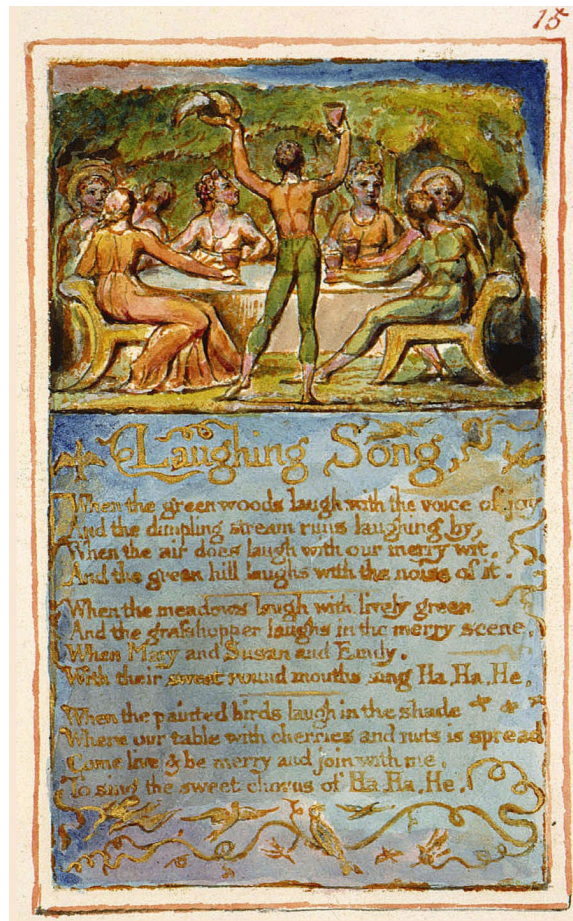 15
Laughing Song,
When the green woods laugh with the voice of joy
And the dimpling stream runs laughing by,
When the air does laugh with our merry wit,
And the green hill laughs with the noise of it.
When the meadows laugh with lively green
And the grashopper laughs in the merry scene,
When Mary and Susan and Emily,
With their sweet round mouths sing Ha, Ha, He,
When the painted birds laugh in the shade
Where our table with cherries and nuts is spread
Come live & be merry and join with me,
To sing the sweet chorus of Ha, Ha, He,